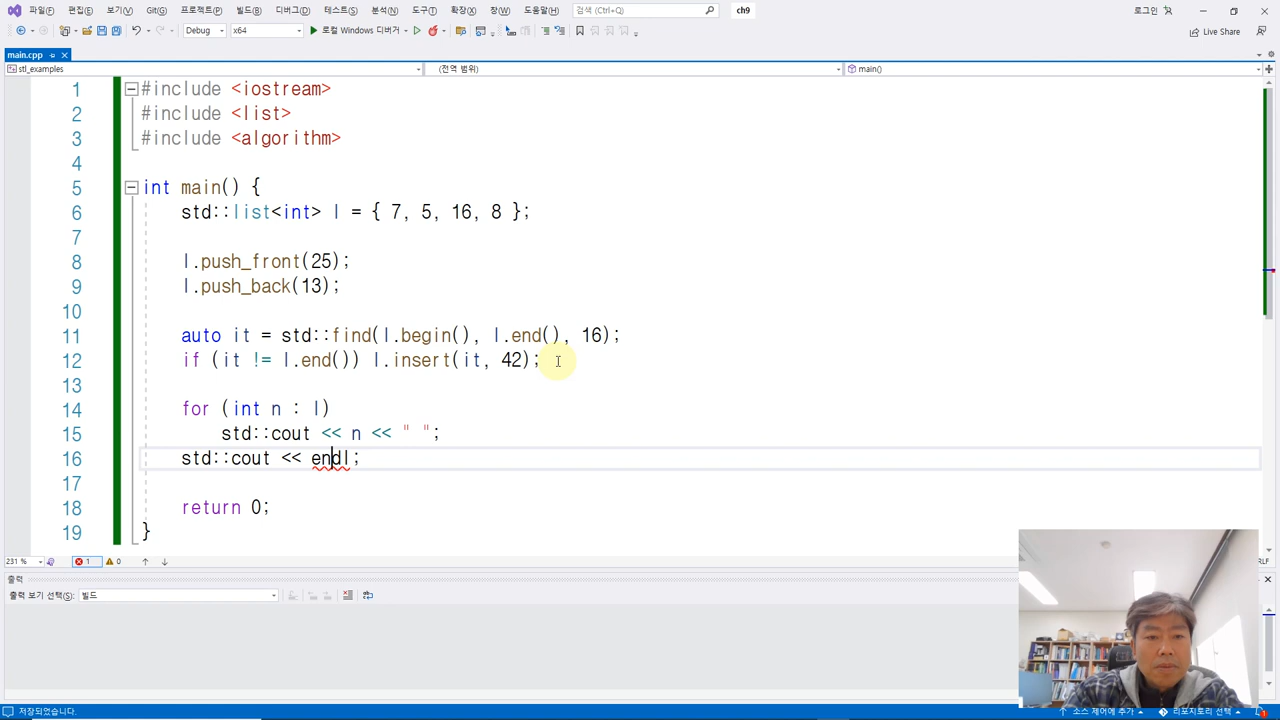 파일(F) 편집(E) 보기(V) Git(G) 프로젝트(P) 빌드(B) 디버그(D) 테스트(S) 분석(N) 도구(T) 확장(X) 창(W) 도움말(H) 검색 (Ctrl+Q) ch9 로그인
Debug x64 로컬 Windows 디버거 Live Share
main.cpp
stl_examples (전역 범위) main()
1 #include <iostream>
2 #include <list>
3 #include <algorithm>
4
5 int main() {
6 std::list<int> l = { 7, 5, 16, 8 };
7
8 l.push_front(25);
9 l.push_back(13);
10
11 auto it = std::find(l.begin(), l.end(), 16);
12 if (it != l.end()) l.insert(it, 42);
13
14 for (int n : l)
15 std::cout << n << " ";
16 std::cout << endl;
17
18 return 0;
19 }
231 % 1 0 RLF
출력
출력 보기 선택(S): 빌드
저장되었습니다. 소스 제어에 추가 리포지토리 선택 1